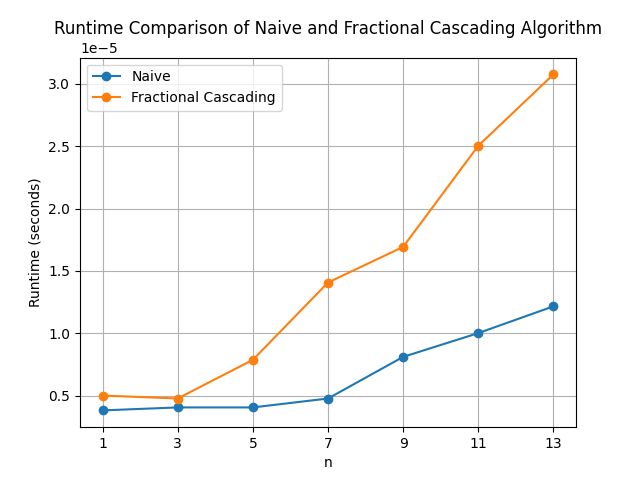 Runtime Comparison of Naive and Fractional Cascading Algorithm
1e−5
Naive
Fractional Cascading
3.0
2.5
2.0
1.5
1.0
0.5
Runtime (seconds)
1 3 5 7 9 11 13
n